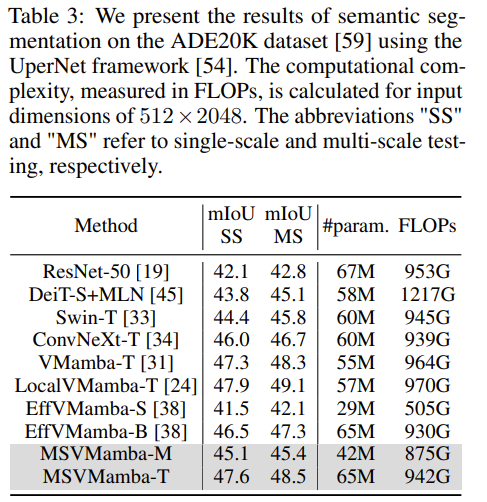 Table 3: We present the results of semantic seg-
mentation on the ADE20K dataset [59] using the
UperNet framework [54]. The computational com-
plexity, measured in FLOPs, is calculated for input
dimensions of 512 × 2048. The abbreviations "SS"
and "MS" refer to single-scale and multi-scale test-
ing, respectively.
Method mIoU SS mIoU MS #param. FLOPs
ResNet-50 [19] 42.1 42.8 67M 953G
DeiT-S+MLN [45] 43.8 45.1 58M 1217G
Swin-T [33] 44.4 45.8 60M 945G
ConvNeXt-T [34] 46.0 46.7 60M 939G
VMamba-T [31] 47.3 48.3 55M 964G
LocalVMamba-T [24] 47.9 49.1 57M 970G
EffVMamba-S [38] 41.5 42.1 29M 505G
EffVMamba-B [38] 46.5 47.3 65M 930G
MSVMamba-M 45.1 45.4 42M 875G
MSVMamba-T 47.6 48.5 65M 942G